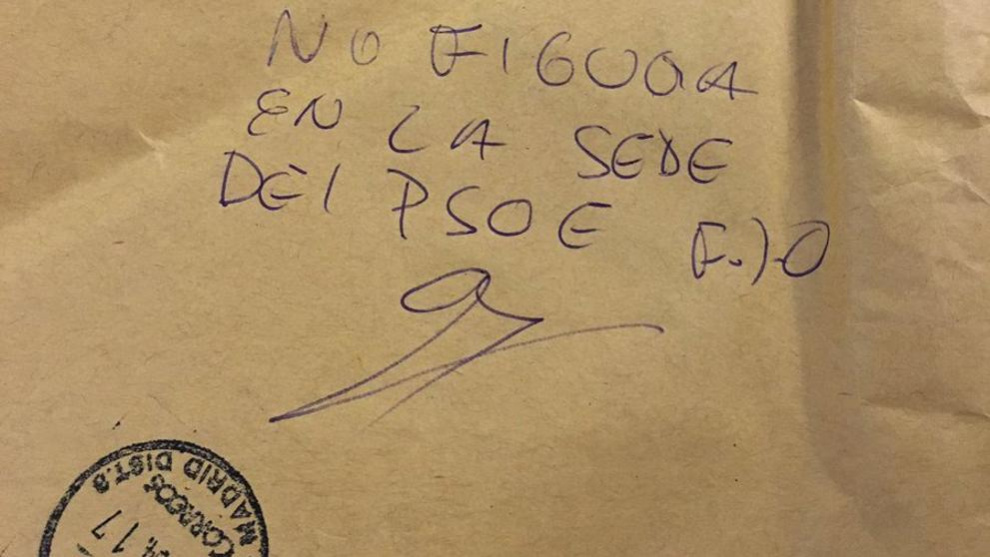 NO FIGURA
EN LA SEDE
DEL PSOE
MADRID DIST. 8
CORREOS